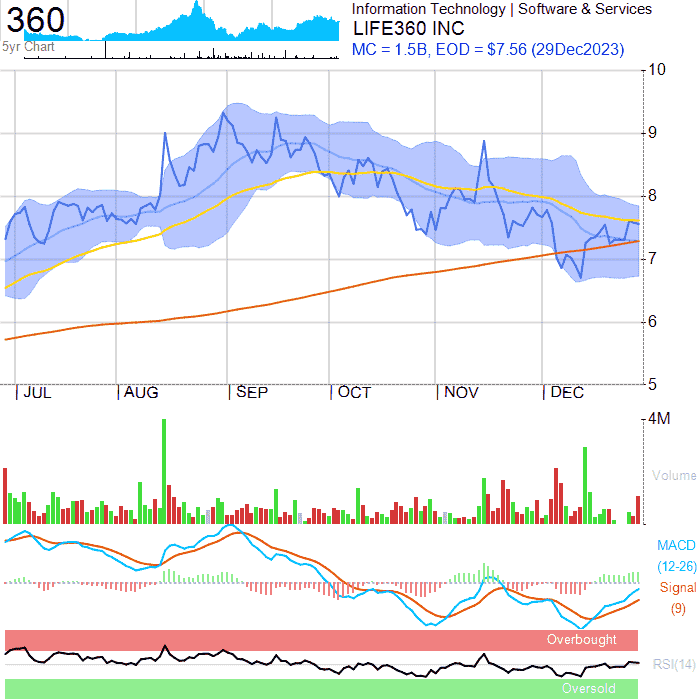 360
5yr Chart
Information Technology | Software & Services
LIFE360 INC
MC = 1.5B, EOD = $7.56 (29Dec2023)
10
9
8
7
6
5
JUL
AUG
SEP
OCT
NOV
DEC
4M
Volume
MACD
(12-26)
Signal
(9)
Overbought
RSI(14)
Oversold